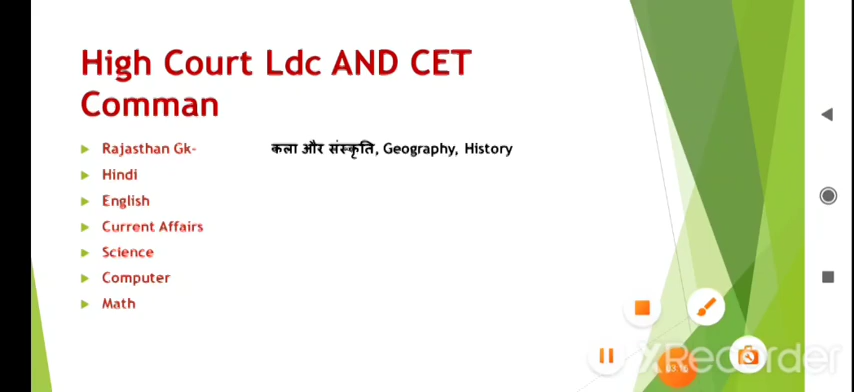 High Court Ldc AND CET
Comman
Rajasthan Gk- कला और संस्कृति, Geography, History
Hindi
English
Current Affairs
Science
Computer
Math
XRecorder